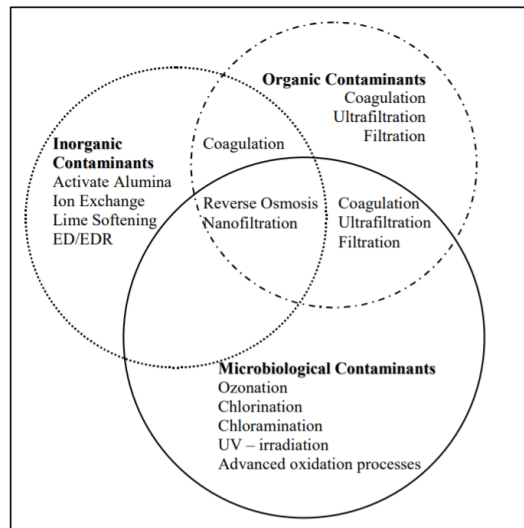 Organic Contaminants
Coagulation
Ultrafiltration
Filtration
Inorganic
Contaminants
Activate Alumina
Ion Exchange
Lime Softening
ED/EDR
Coagulation
Reverse Osmosis
Nanofiltration
Coagulation
Ultrafiltration
Filtration
Microbiological Contaminants
Ozonation
Chlorination
Chloramination
UV – irradiation
Advanced oxidation processes